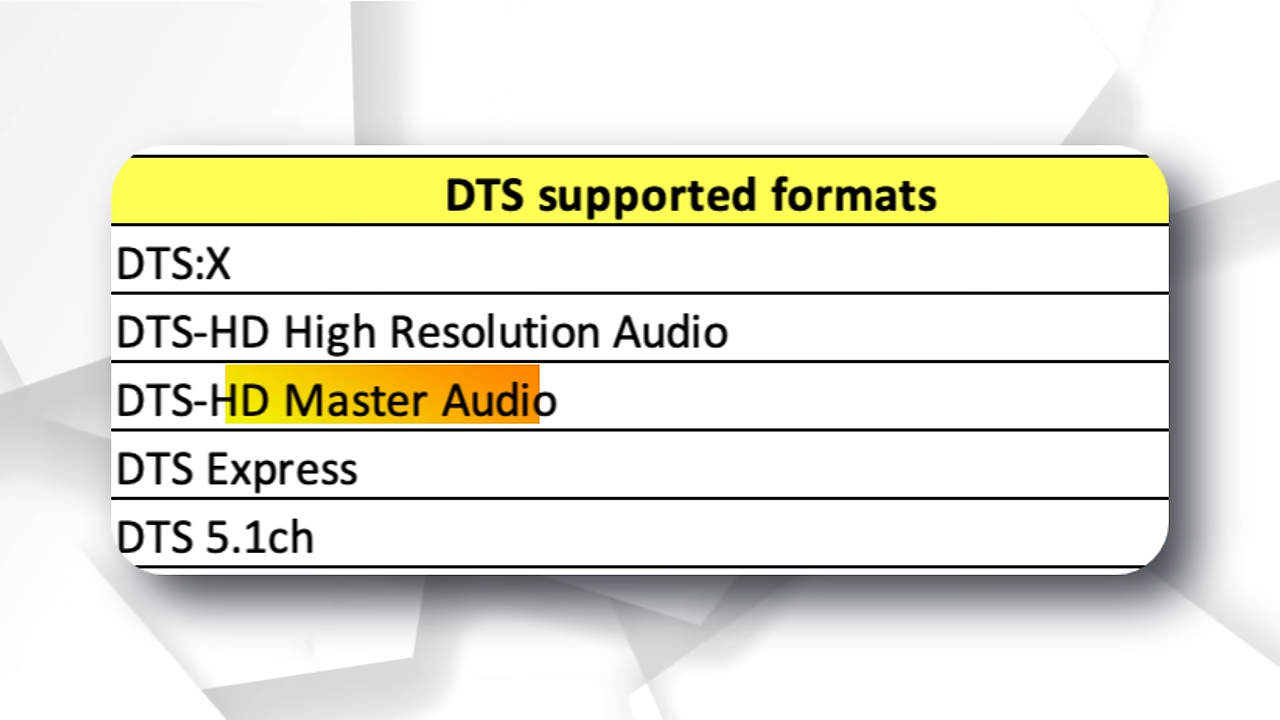 DTS supported formats
DTS:X
DTS-HD High Resolution Audio
DTS-HD Master Audio
DTS Express
DTS 5.1ch